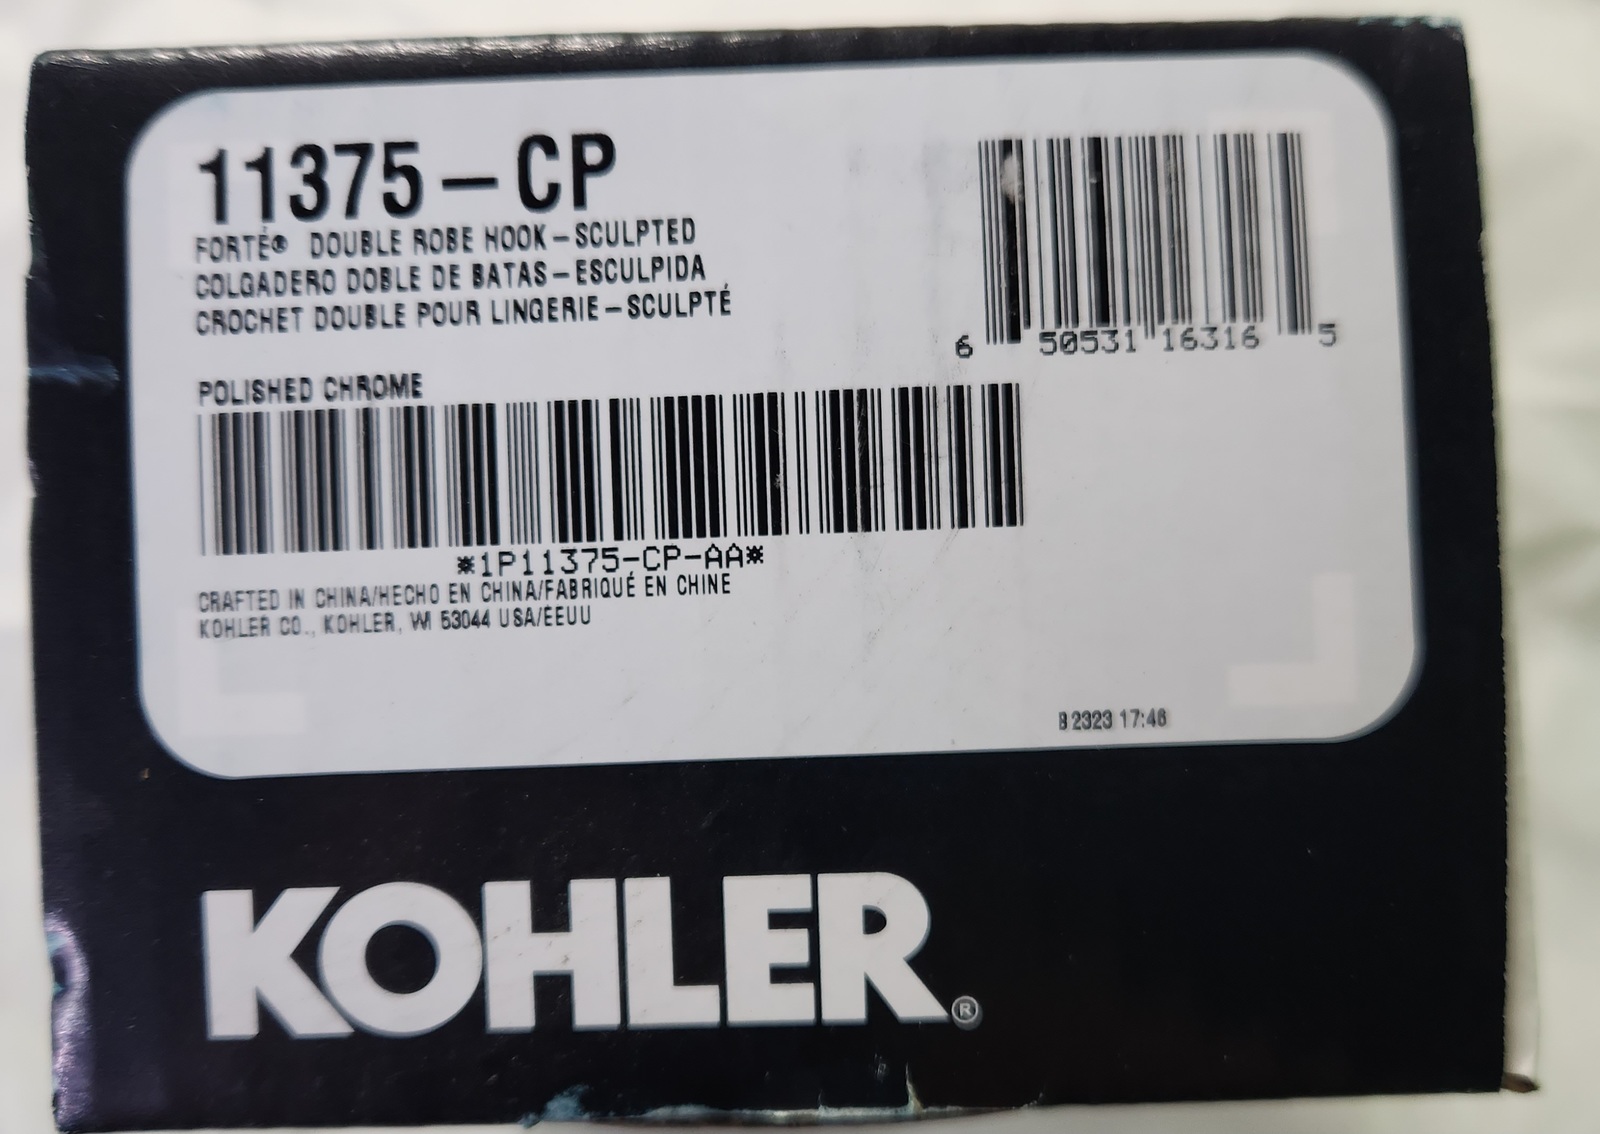 11375-CP
FORTÉ® DOUBLE ROBE HOOK-SCULPTED
COLGADERO DOBLE DE BATAS-ESCULPIDA
CROCHET DOUBLE POUR LINGERIE-SCULPTÉ
6 50531 16316 5
POLISHED CHROME
*1P11375-CP-AA*
CRAFTED IN CHINA/HECHO EN CHINA/FABRIQUÉ EN CHINE
KOHLER CO., KOHLER, WI 53044 USA/EEUU
B2323 17:46
KOHLER®